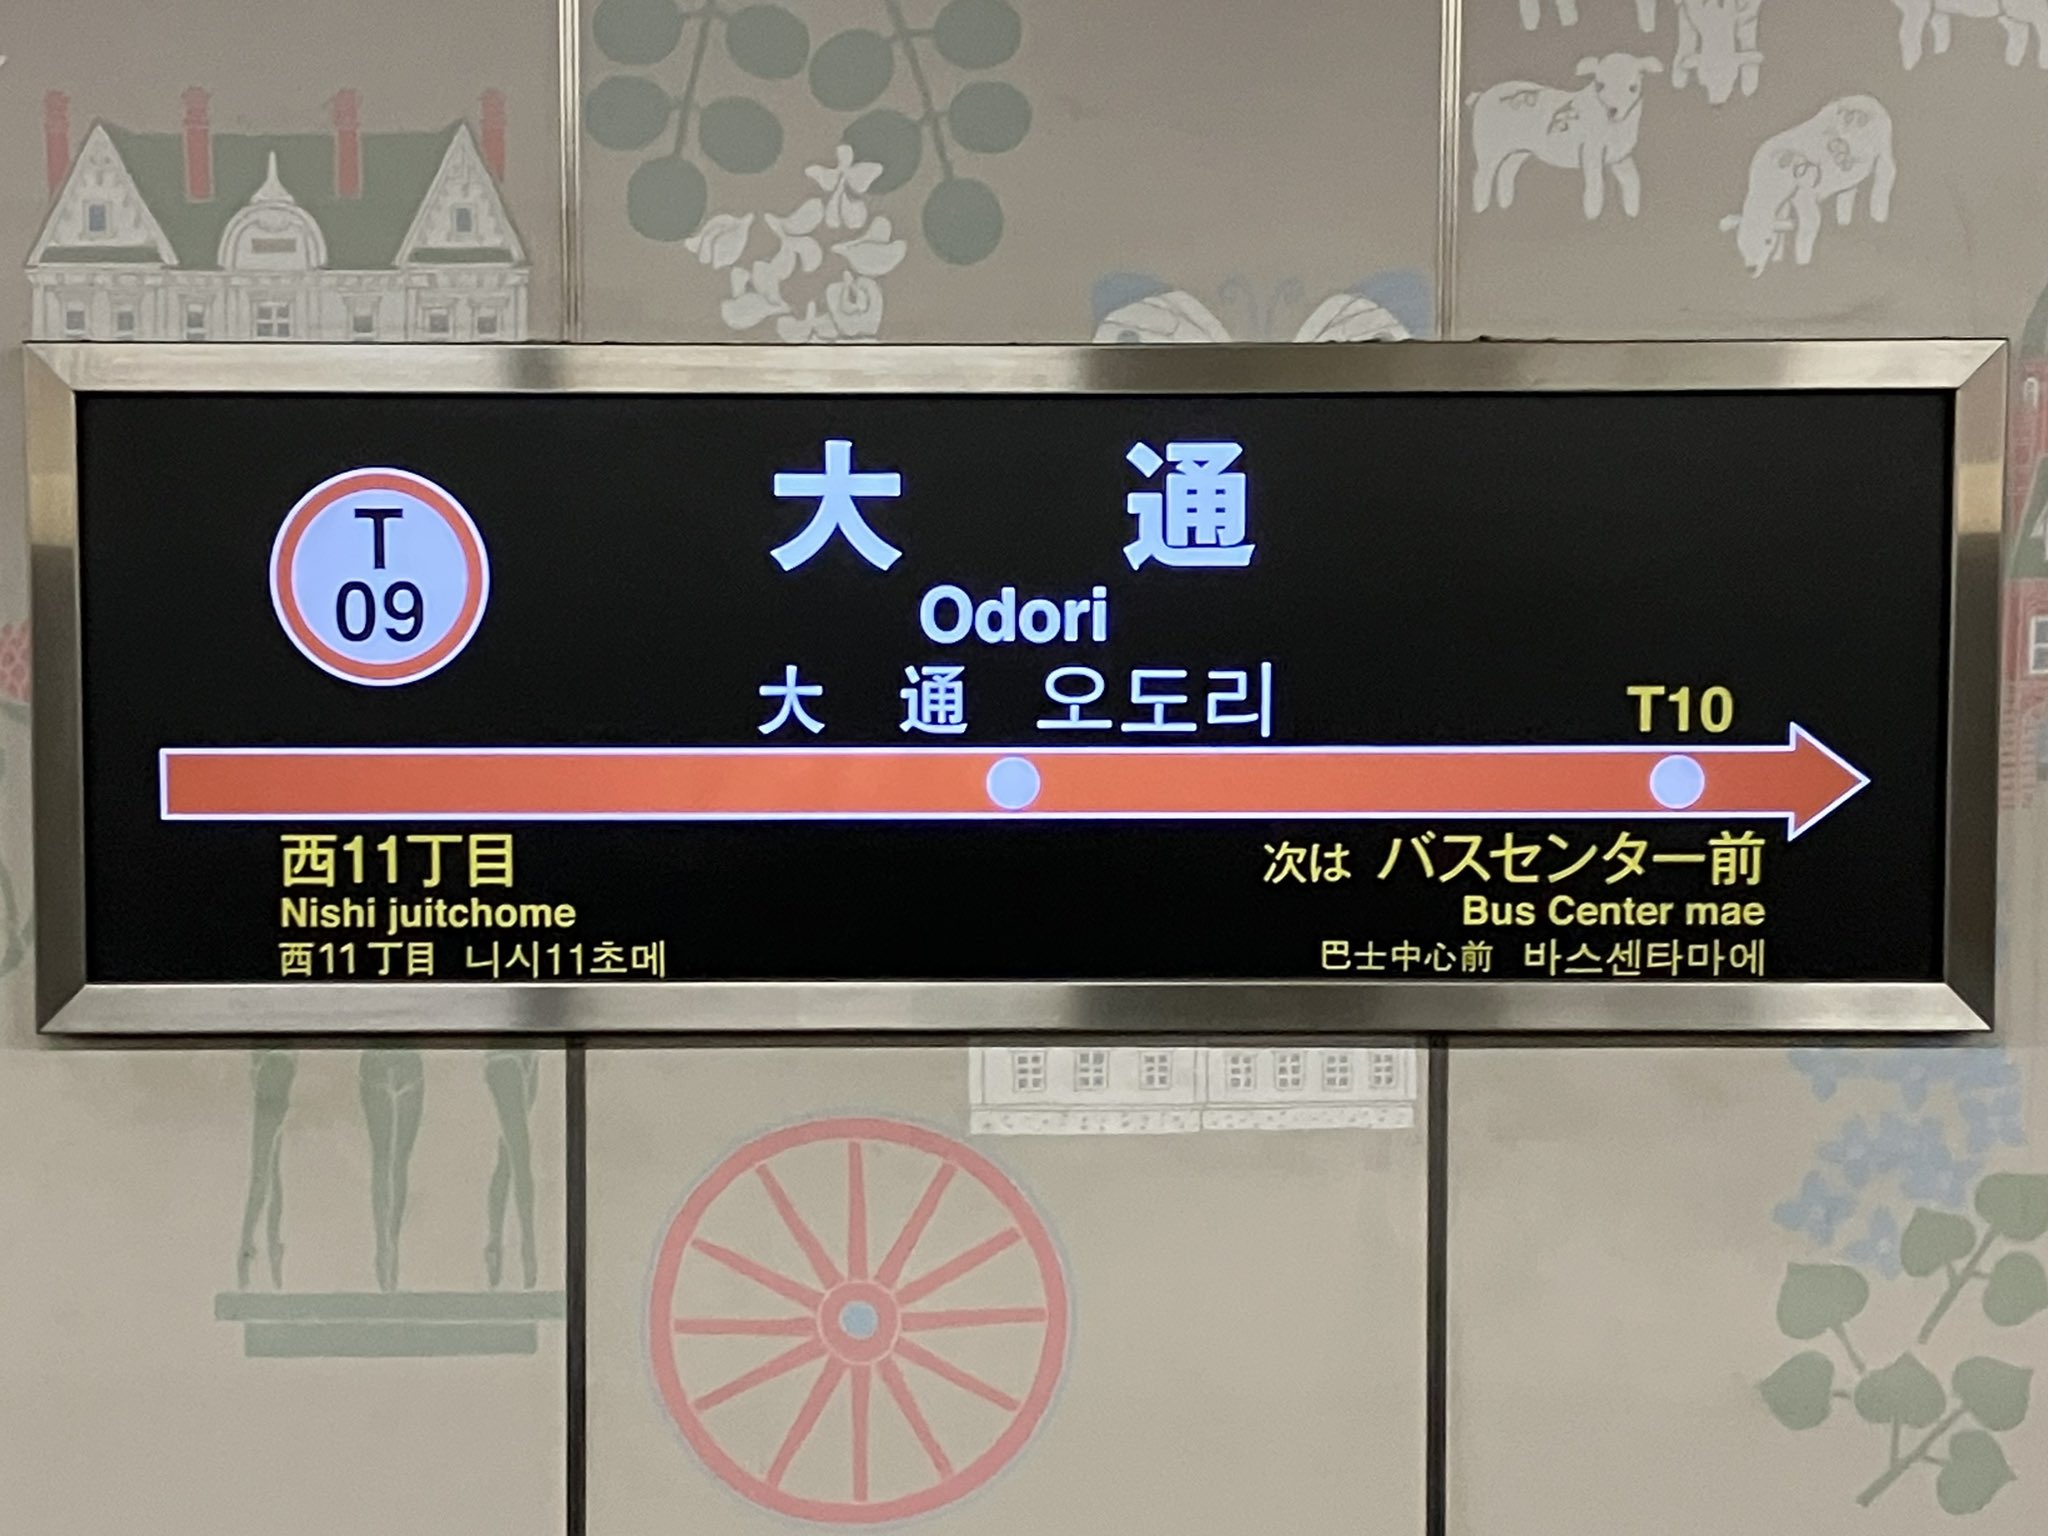 T
09
大 通
Odori
大 通 오도리
T10
西11丁目
Nishi juitchome
西11丁目 니시11초메
次は バスセンター前
Bus Center mae
巴士中心前 바스센타마에